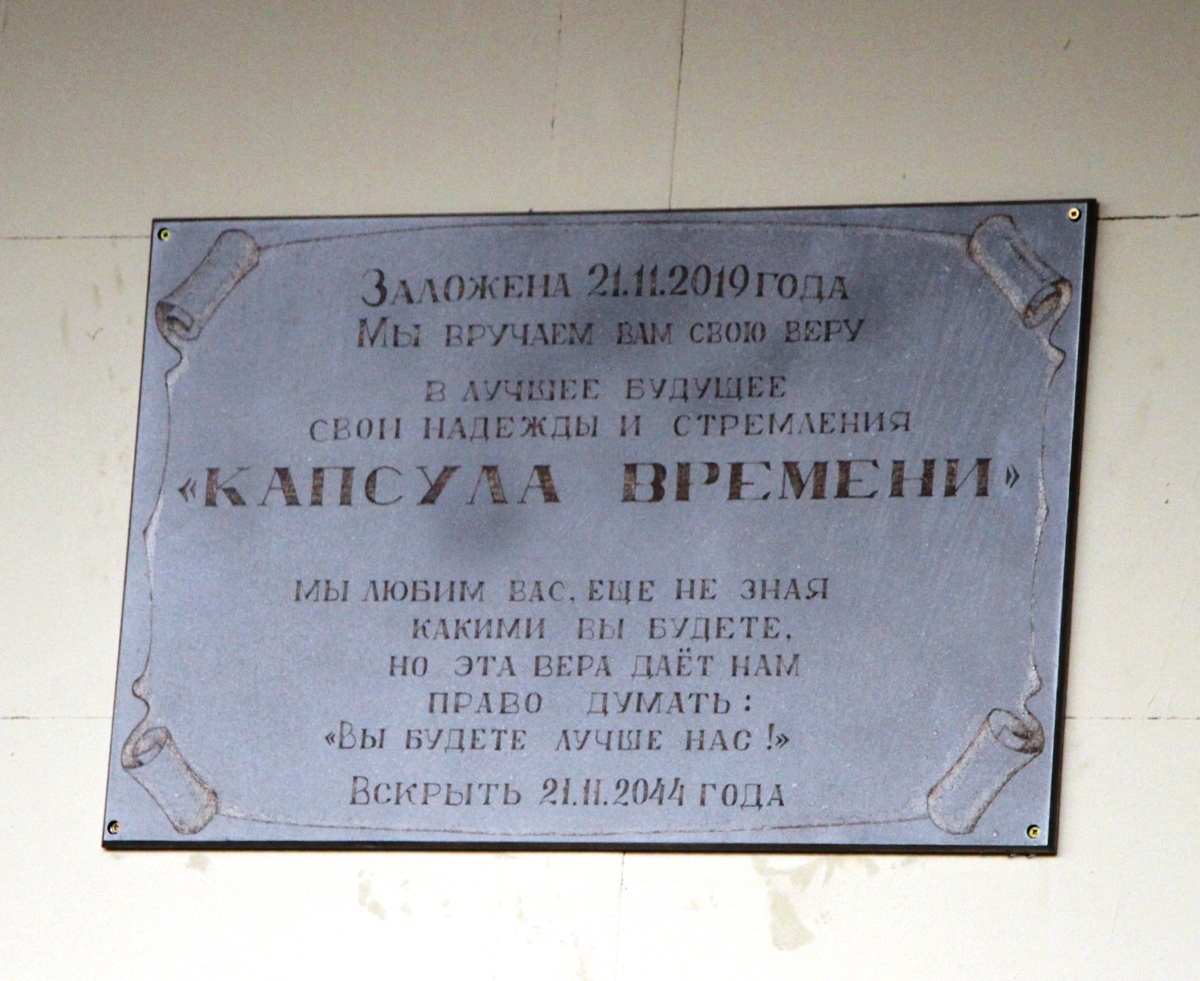 Заложена 21.11.2019 года
Мы вручаем вам свою веру
в лучшее будущее
свои надежды и стремления
«КАПСУЛА ВРЕМЕНИ»
мы любим вас, еще не зная
какими вы будете,
но эта вера даёт нам
право думать:
«Вы будете лучше нас!»
Вскрыть 21.11.2044 года